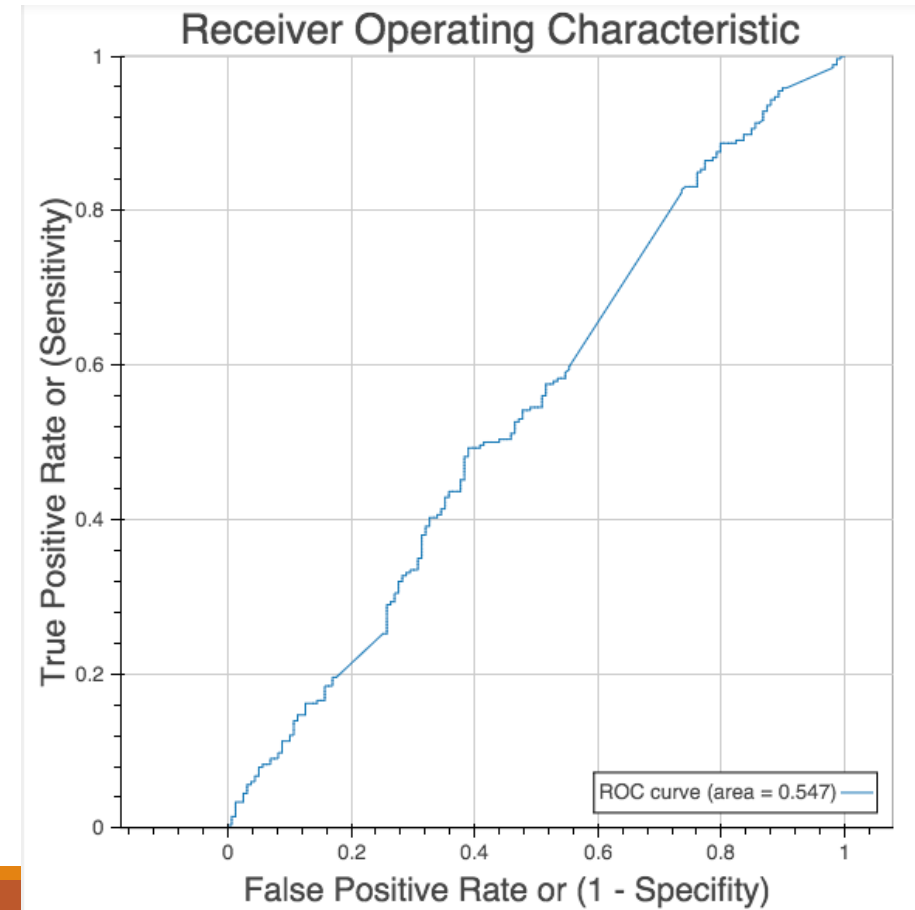 Receiver Operating Characteristic
True Positive Rate or (Sensitivity)
1
0.8
0.6
0.4
0.2
0
ROC curve (area = 0.547)
0 0.2 0.4 0.6 0.8 1
False Positive Rate or (1 - Specifity)